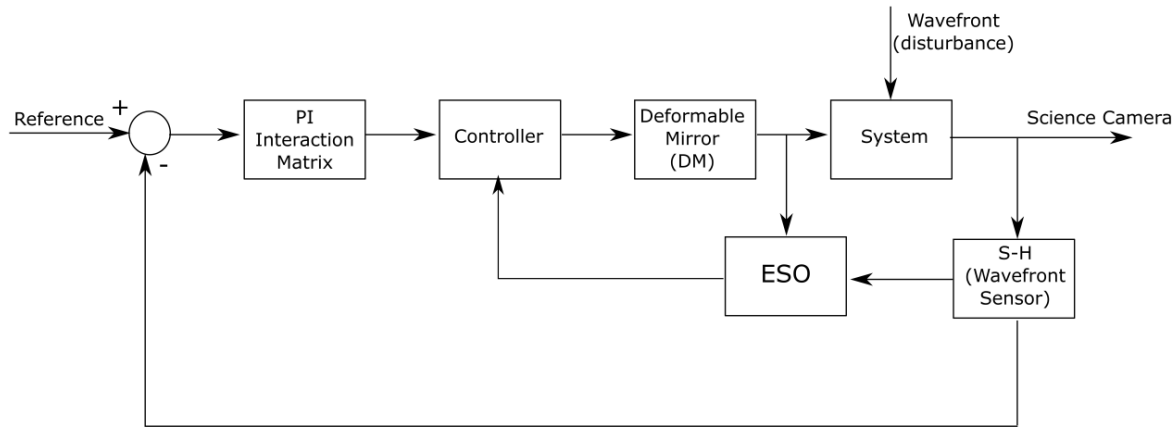 Wavefront
(disturbance)
Reference
+
-
PI
Interaction
Matrix
Controller
Deformable
Mirror
(DM)
System
Science Camera
ESO
S-H
(Wavefront
Sensor)